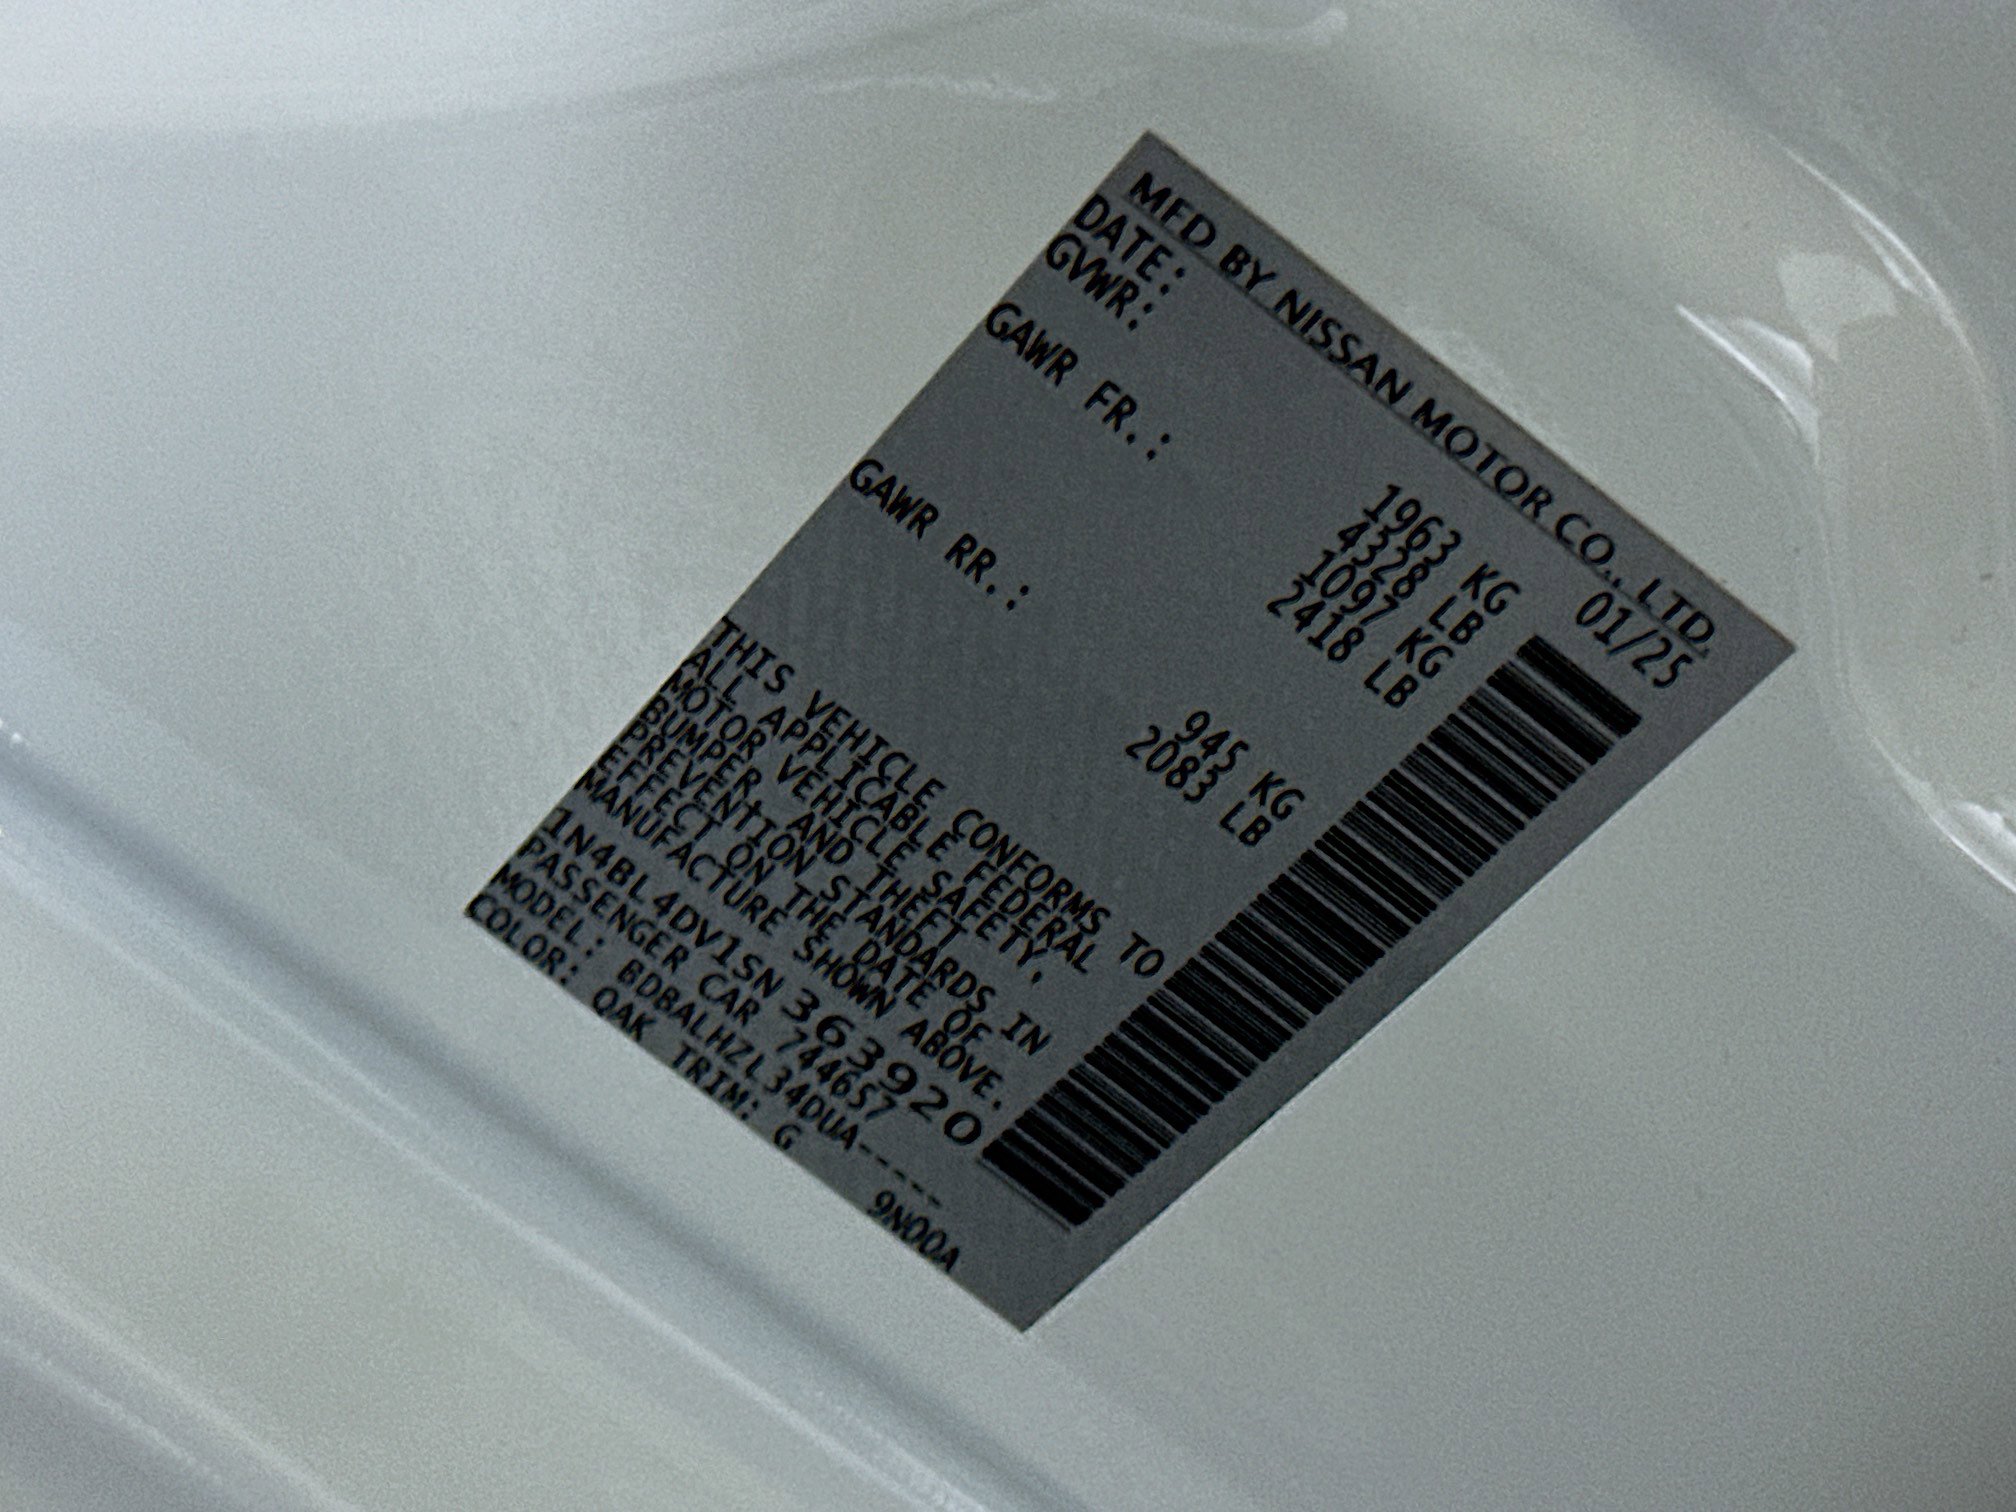 MFD BY NISSAN MOTOR CO., LTD.
DATE: 01/25
GVWR: 1963 KG
4328 LB
GAWR FR.: 1097 KG
2418 LB
GAWR RR.: 945 KG
2083 LB
THIS VEHICLE CONFORMS TO
ALL APPLICABLE FEDERAL
MOTOR VEHICLE SAFETY,
BUMPER, AND THEFT
PREVENTION STANDARDS IN
EFFECT ON THE DATE OF
MANUFACTURE SHOWN ABOVE.
1N4BL4DV1SN363920
PASSENGER CAR 744657
MODEL: BDBALHZL34DUA-----
COLOR: QAK TRIM: G 9N00A